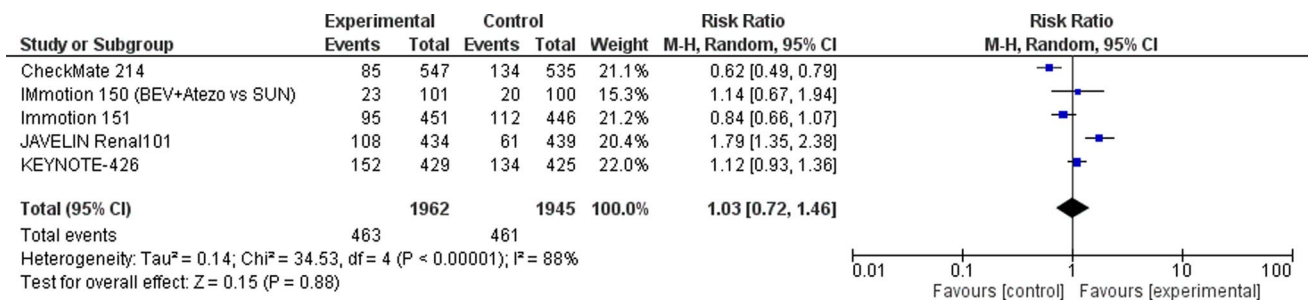 Experimental Control Risk Ratio Risk Ratio
Study or Subgroup Events Total Events Total Weight M-H, Random, 95% CI M-H, Random, 95% CI
CheckMate 214 85 547 134 535 21.1% 0.62 [0.49, 0.79]
IMmotion 150 (BEV+Atezo vs SUN) 23 101 20 100 15.3% 1.14 [0.67, 1.94]
Immotion 151 95 451 112 446 21.2% 0.84 [0.66, 1.07]
JAVELIN Renal101 108 434 61 439 20.4% 1.79 [1.35, 2.38]
KEYNOTE-426 152 429 134 425 22.0% 1.12 [0.93, 1.36]
Total (95% CI) 1962 1945 100.0% 1.03 [0.72, 1.46]
Total events 463 461
Heterogeneity: Tau² = 0.14; Chi² = 34.53, df = 4 (P < 0.00001); I² = 88%
Test for overall effect: Z = 0.15 (P = 0.88)
0.01 0.1 1 10 100
Favours [control] Favours [experimental]